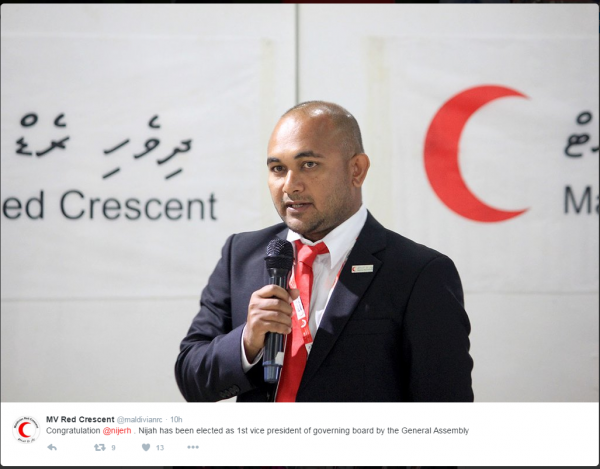 ދިވެހި ރެޑް
ed Crescent
Ma
MV Red Crescent @maldivianrc · 10h
Congratulation @nijerh . Nijah has been elected as 1st vice president of governing board by the General Assembly
9 13